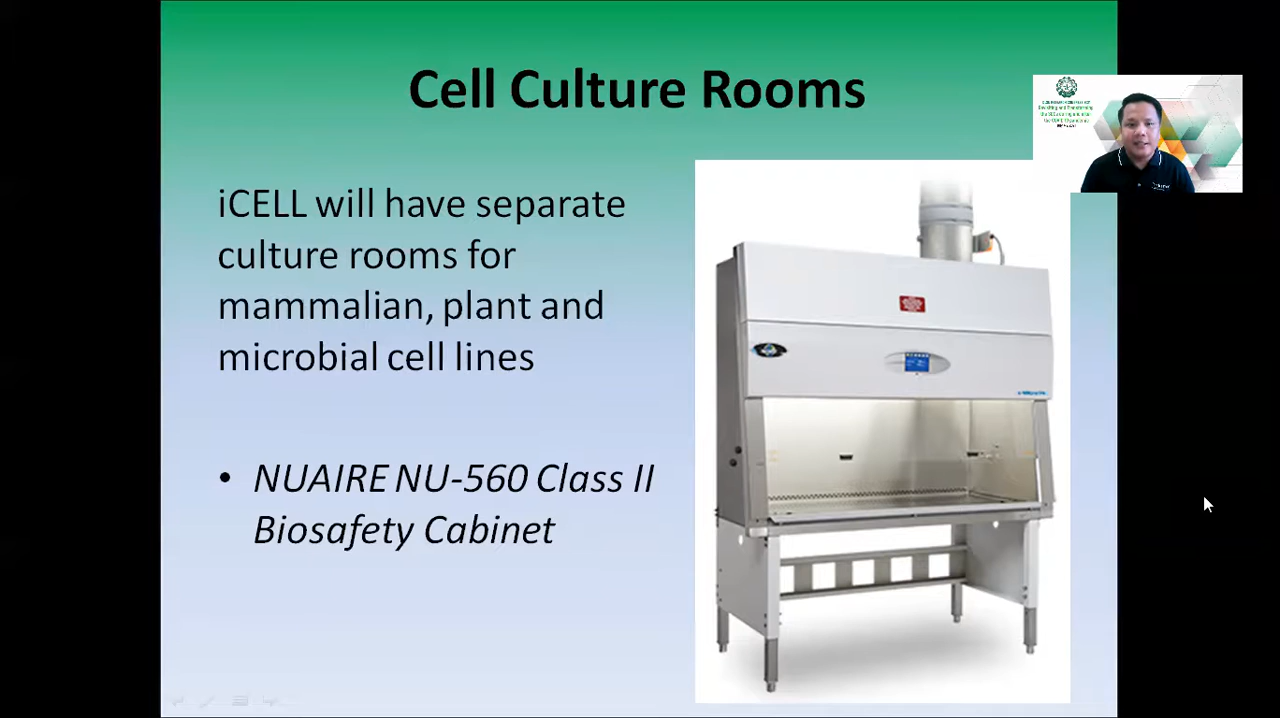 Cell Culture Rooms
iCELL will have separate
culture rooms for
mammalian, plant and
microbial cell lines
• NUAIRE NU-560 Class II
Biosafety Cabinet